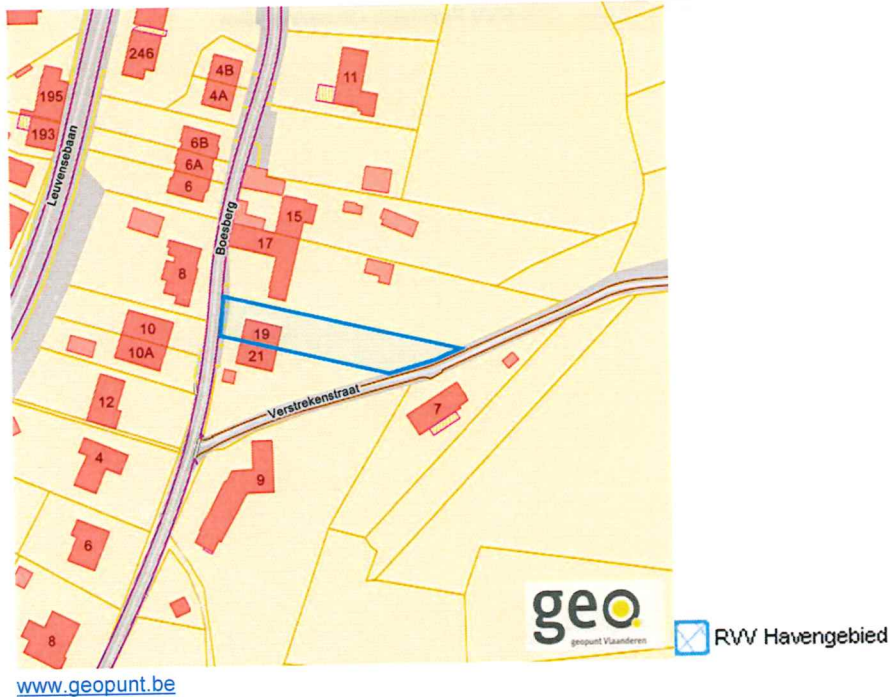 246
4B
4A
11
195
193
Leuvensebaan
6B
6A
6
15
Boesberg
17
8
10
10A
19
21
12
Verstrekenstraat
7
4
9
6
8
geo
geopunt Vlaanderen
RVV Havengebied
www.geopunt.be